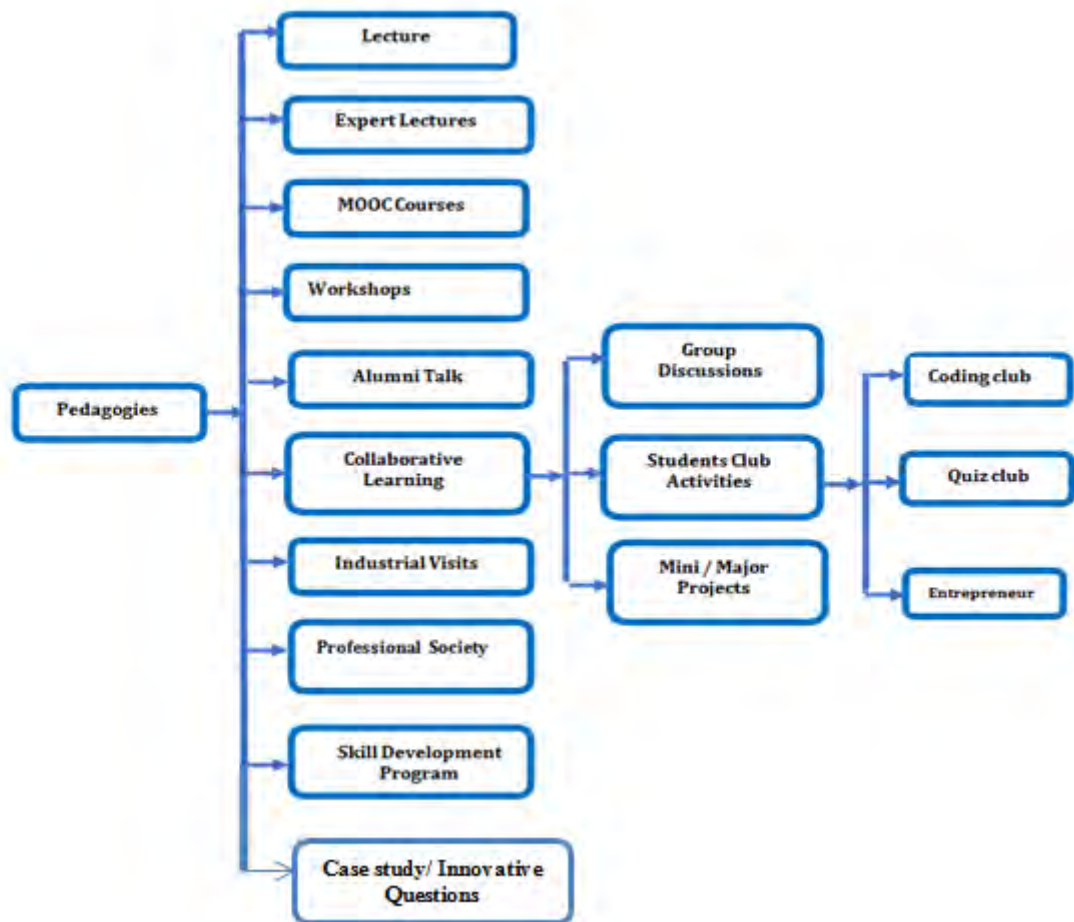 Lecture
Expert Lectures
MOOC Courses
Workshops
Alumni Talk
Pedagogies
Collaborative
Learning
Industrial Visits
Professional Society
Skill Development
Program
Case study/ Innovative
Questions
Group
Discussions
Students Club
Activities
Mini / Major
Projects
Coding club
Quiz club
Entrepreneur